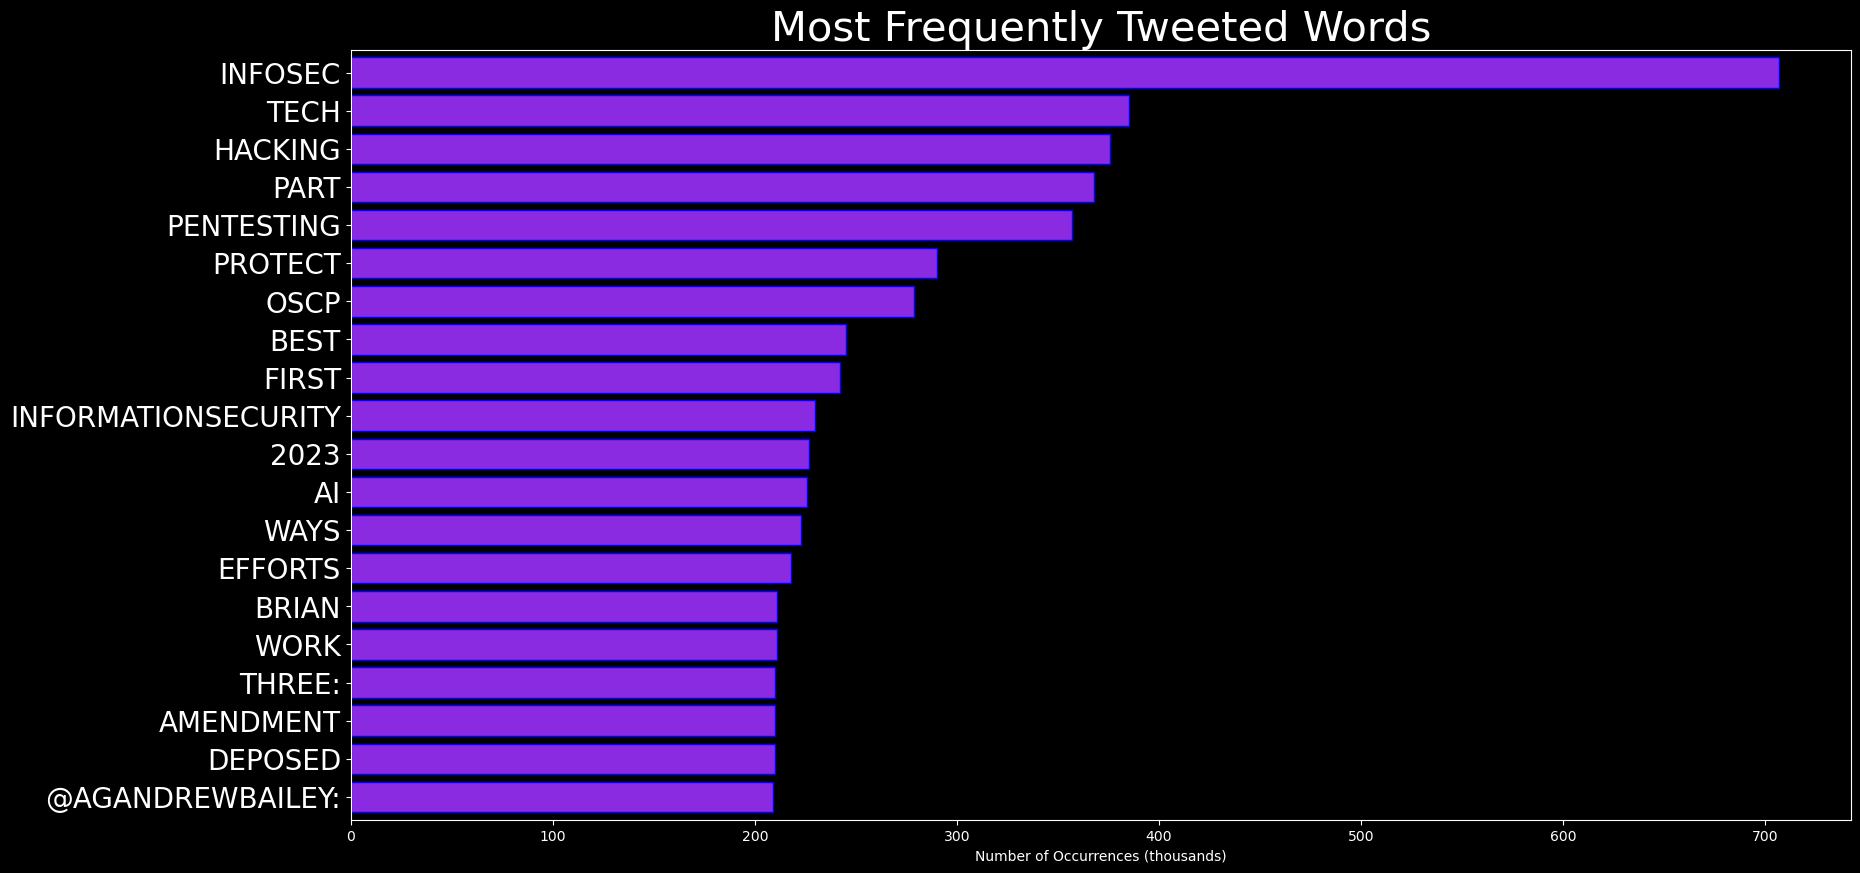 Most Frequently Tweeted Words
INFOSEC
TECH
HACKING
PART
PENTESTING
PROTECT
OSCP
BEST
FIRST
INFORMATIONSECURITY
2023
AI
WAYS
EFFORTS
BRIAN
WORK
THREE:
AMENDMENT
DEPOSED
@AGANDREWBAILEY:
0 100 200 300 400 500 600 700
Number of Occurrences (thousands)